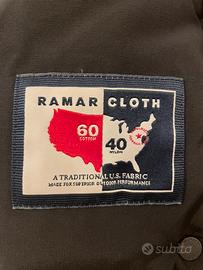 RAMAR CLOTH
60
COTTON
40
NYLON
A TRADITIONAL U.S. FABRIC
MADE FOR SUPERIOR OUTDOOR PERFORMANCE
subito